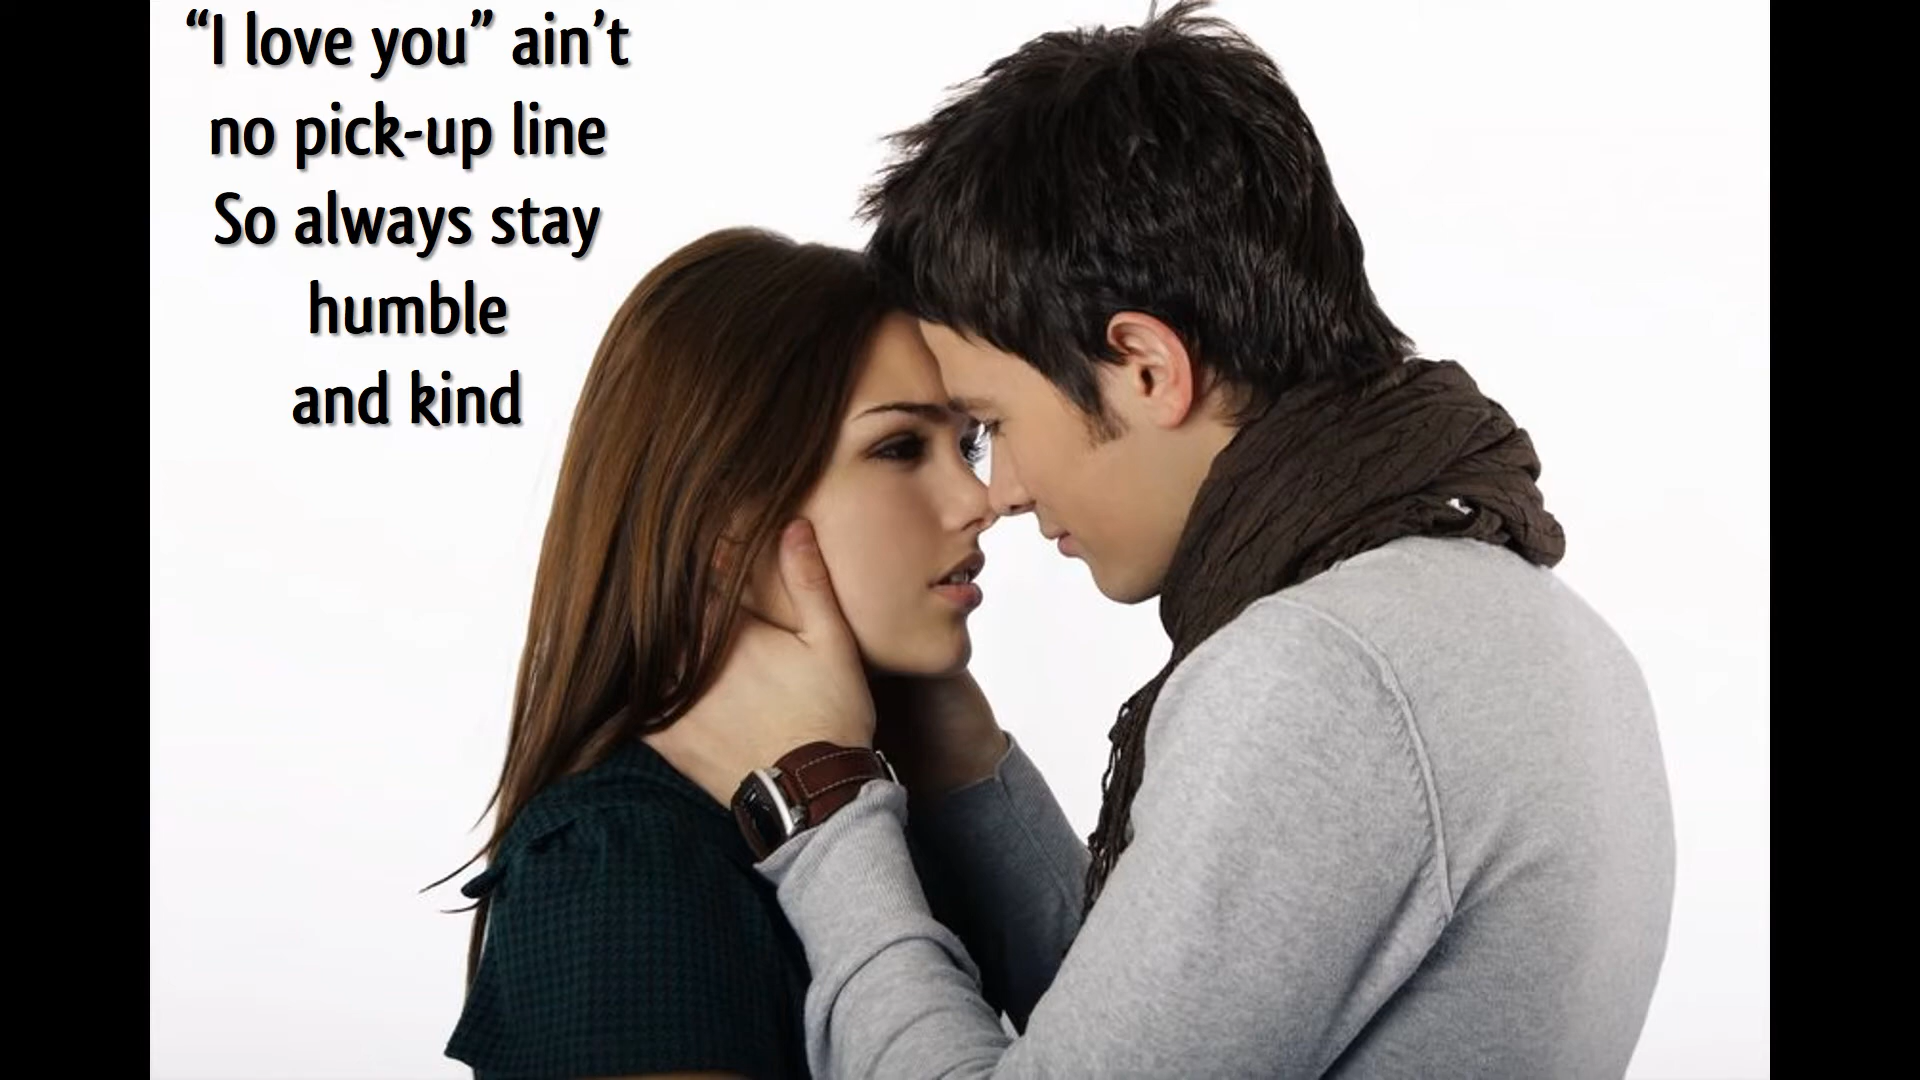 “I love you” ain’t
no pick-up line
So always stay
humble
and kind